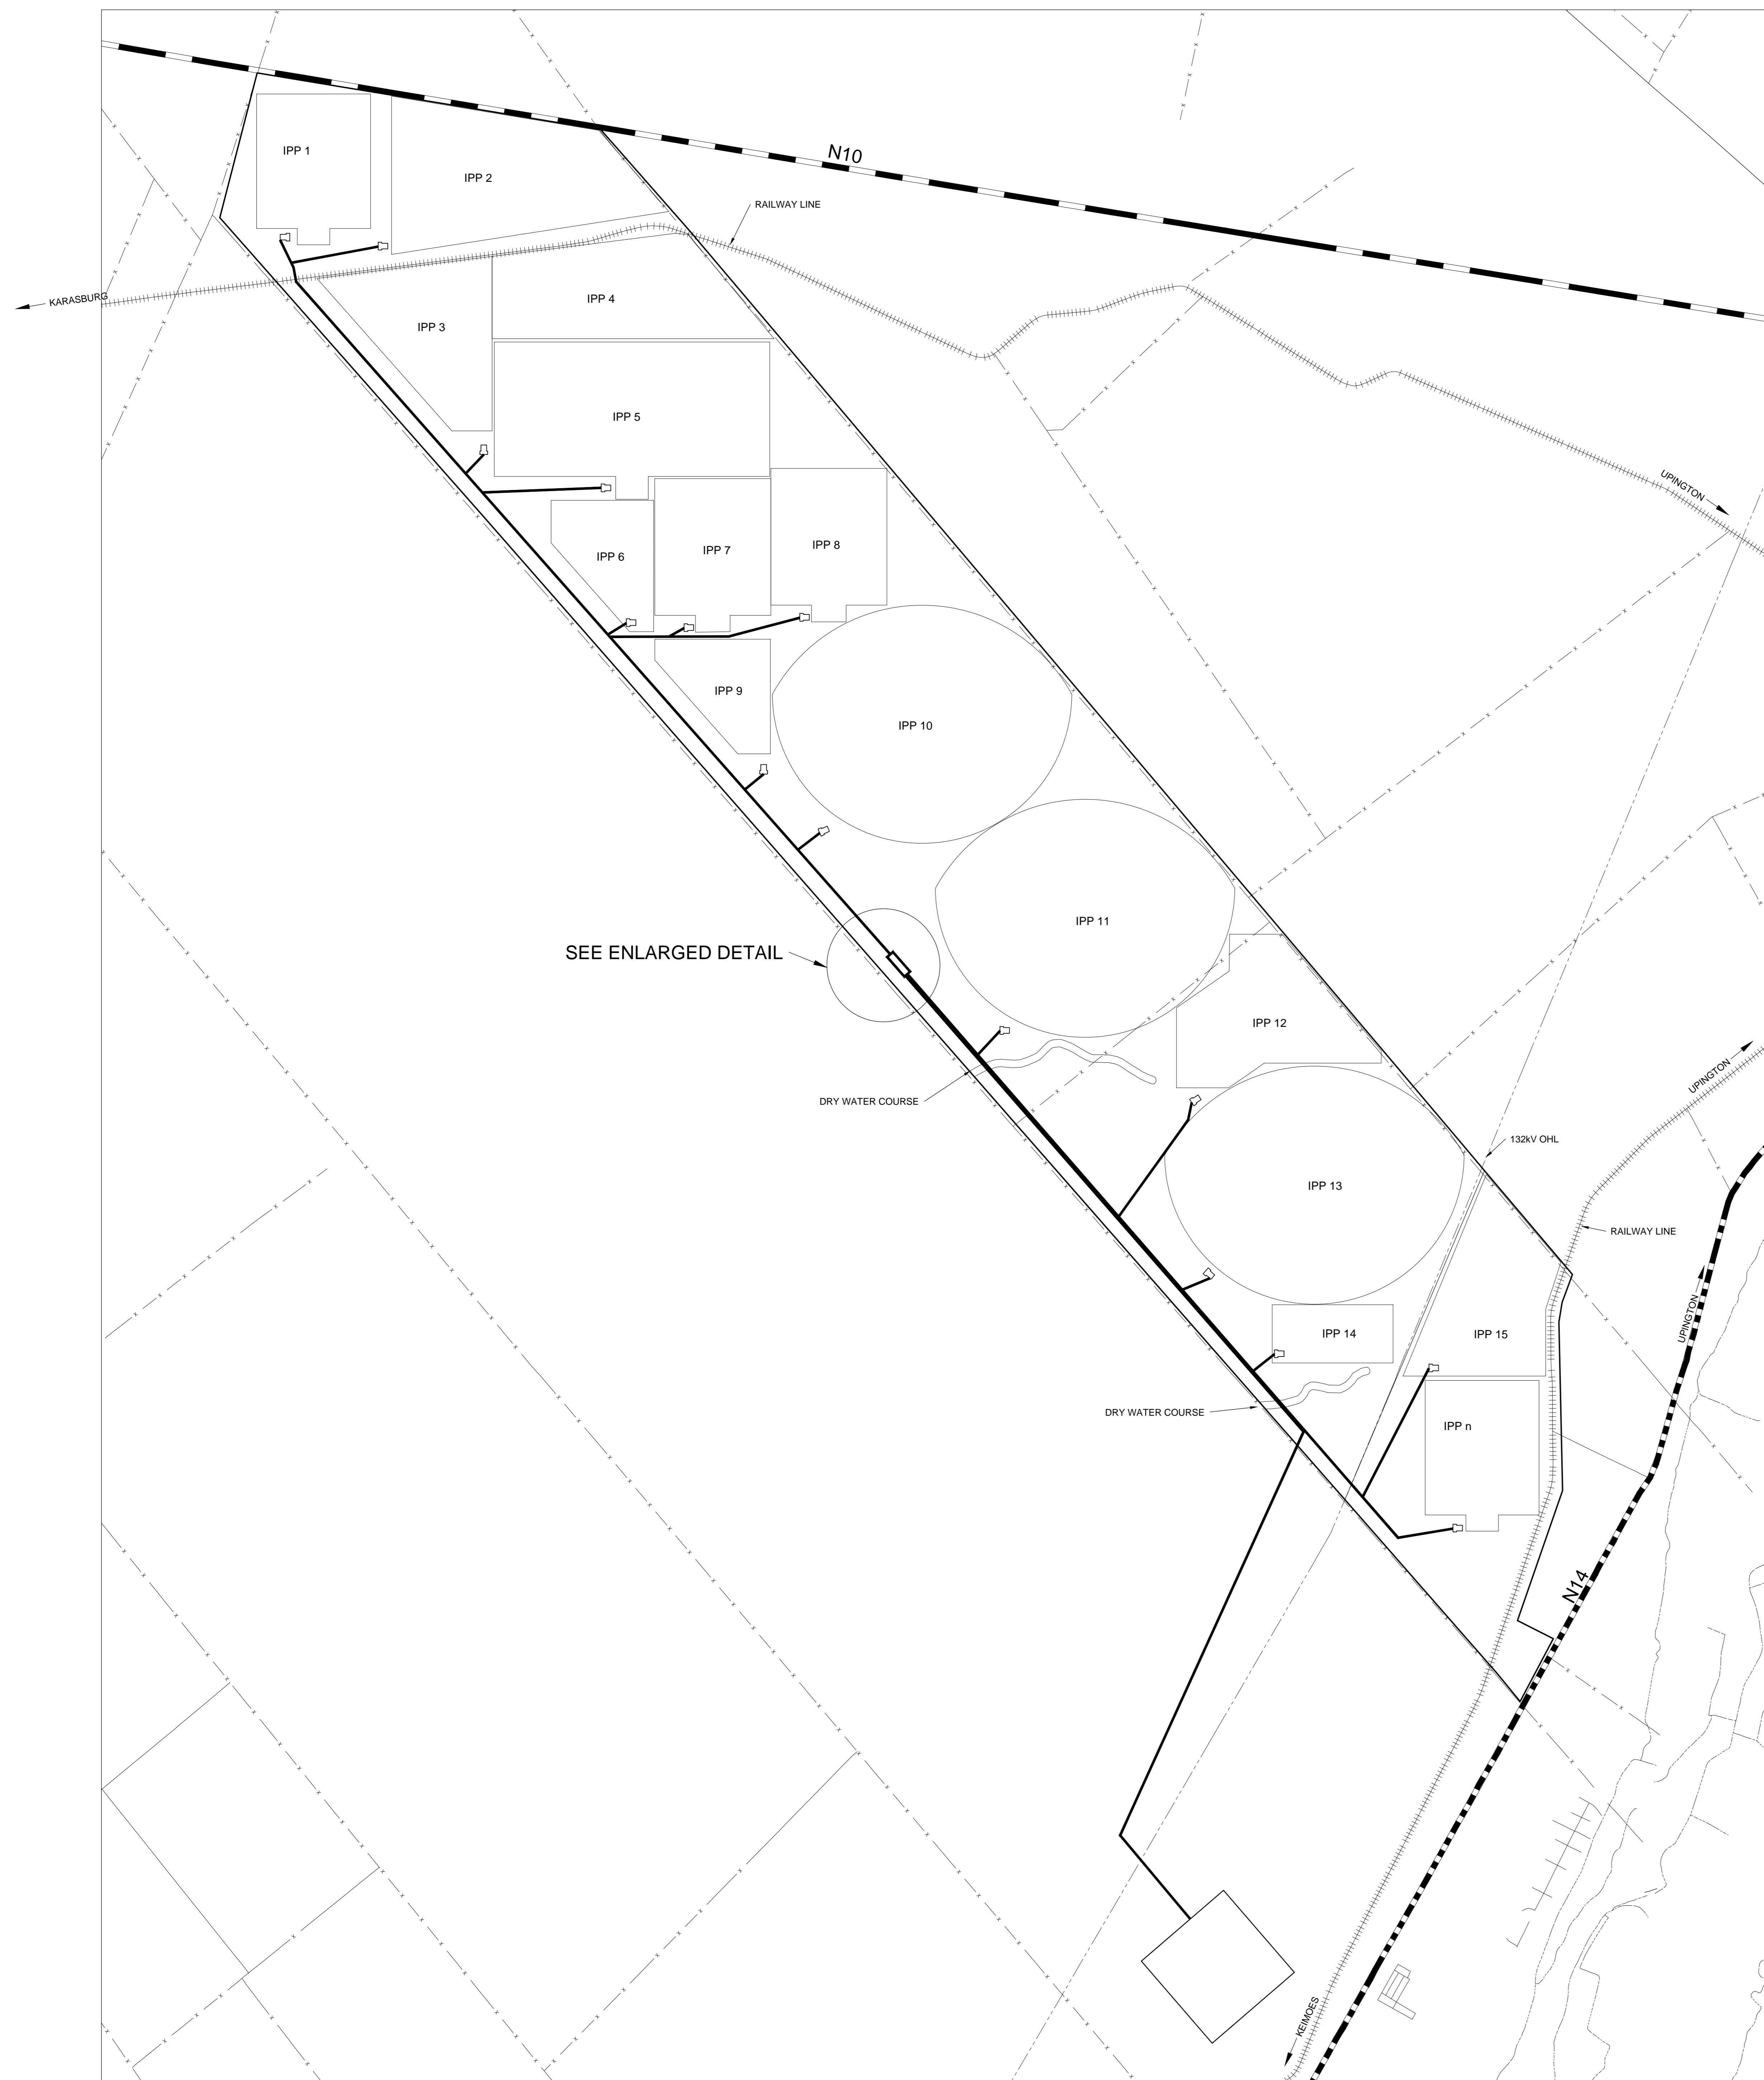 N10
IPP 1
IPP 2
RAILWAY LINE
KARASBURG
IPP 3
IPP 4
IPP 5
UPINGTON
IPP 6
IPP 7
IPP 8
IPP 9
IPP 10
IPP 11
SEE ENLARGED DETAIL
IPP 12
DRY WATER COURSE
UPINGTON
132kV OHL
IPP 13
RAILWAY LINE
UPINGTON
IPP 14
IPP 15
DRY WATER COURSE
IPP n
N14
KEIMOES